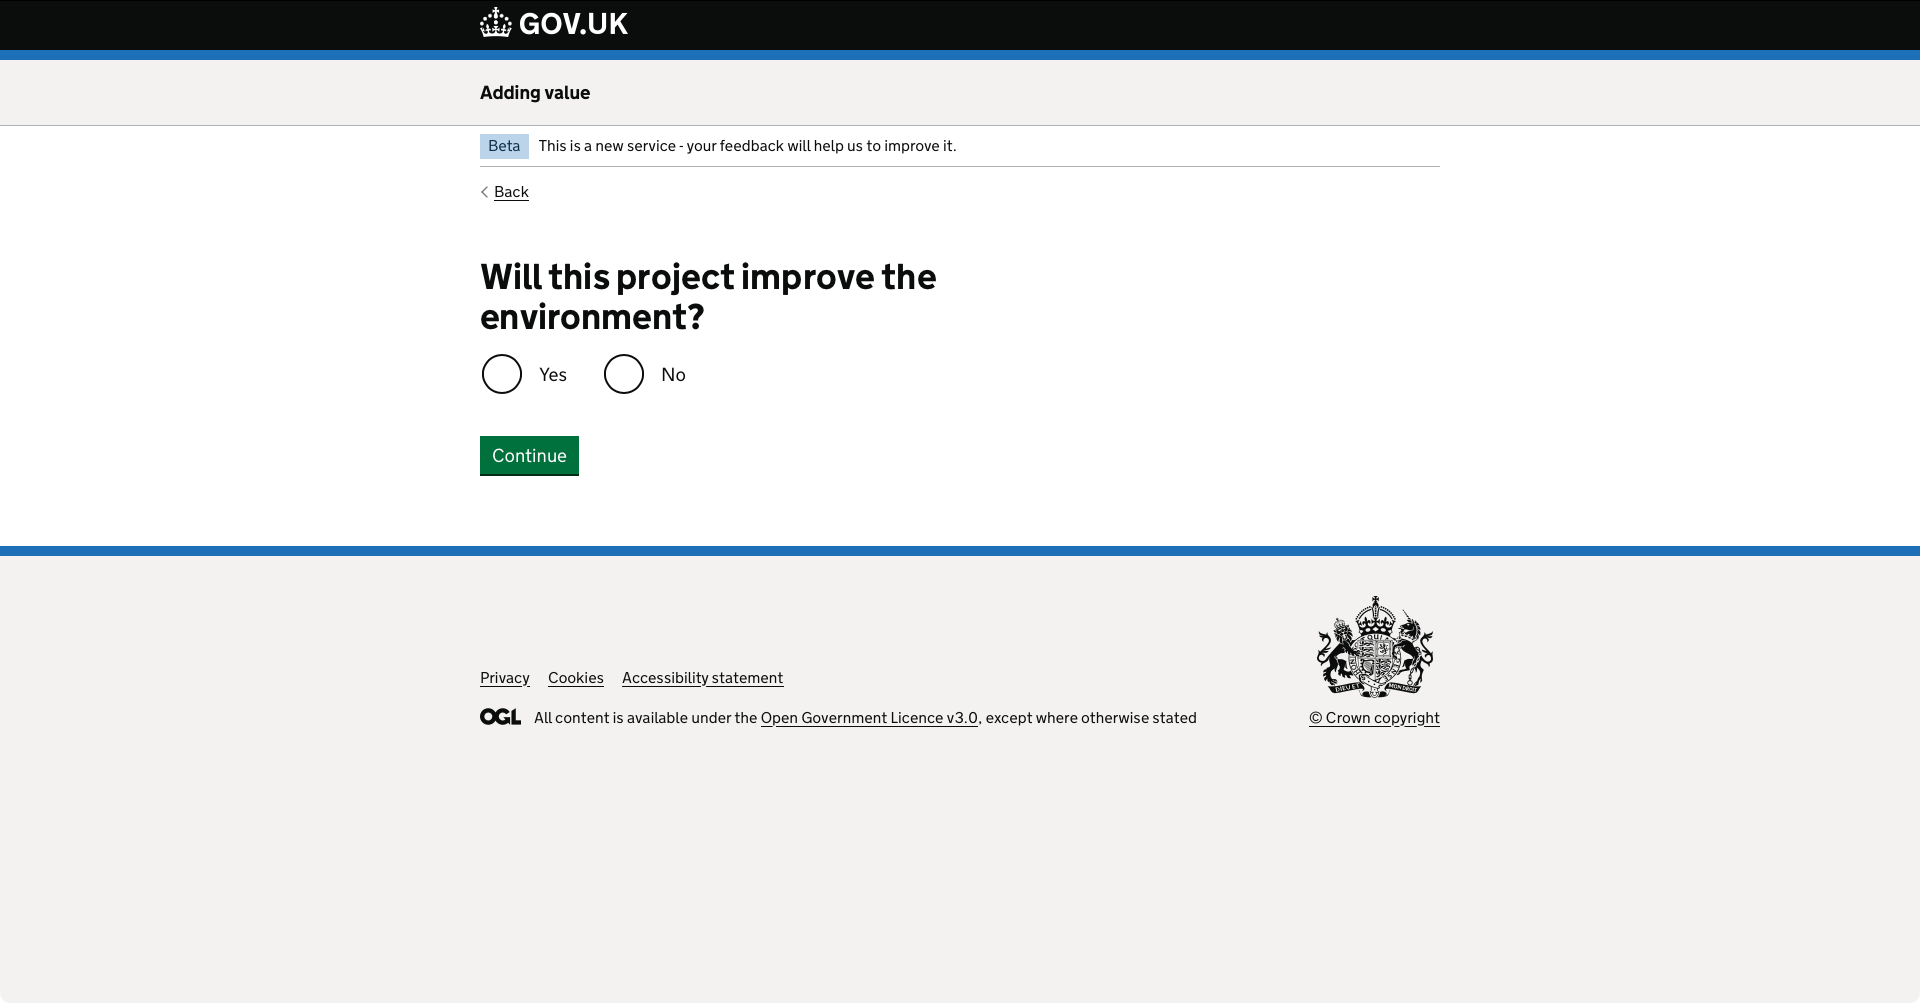 GOV.UK
Adding value
Beta This is a new service - your feedback will help us to improve it.
Back
Will this project improve the
environment?
Yes No
Continue
Privacy Cookies Accessibility statement
OGL All content is available under the Open Government Licence v3.0, except where otherwise stated
© Crown copyright